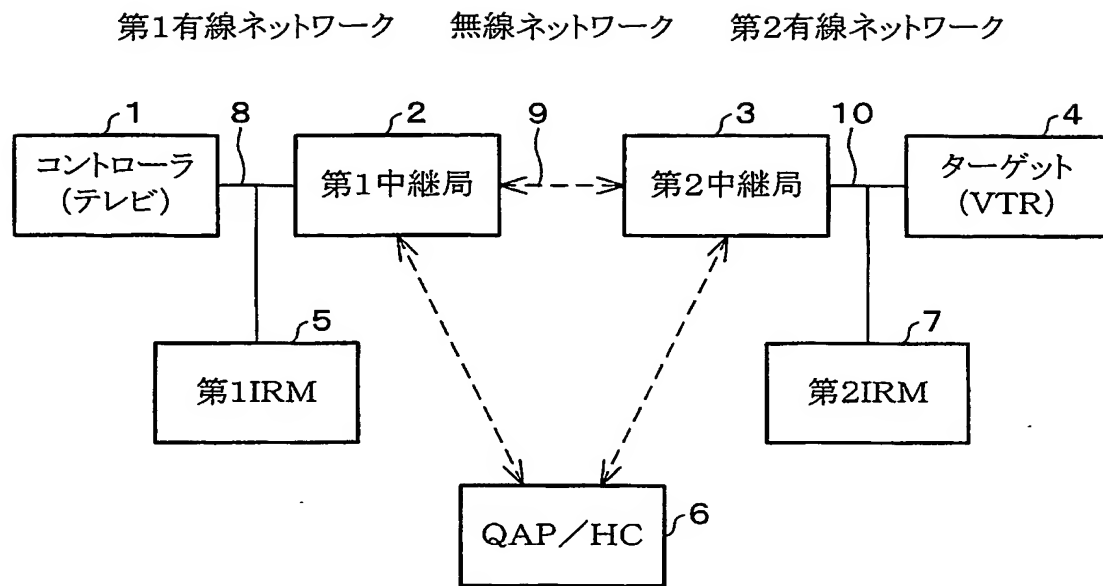 第1有線ネットワーク 無線ネットワーク 第2有線ネットワーク
1 8 2 9 3 10 4
コントローラ
(テレビ)
第1中継局
第2中継局
ターゲット
(VTR)
5
第1IRM
7
第2IRM
QAP／HC
6